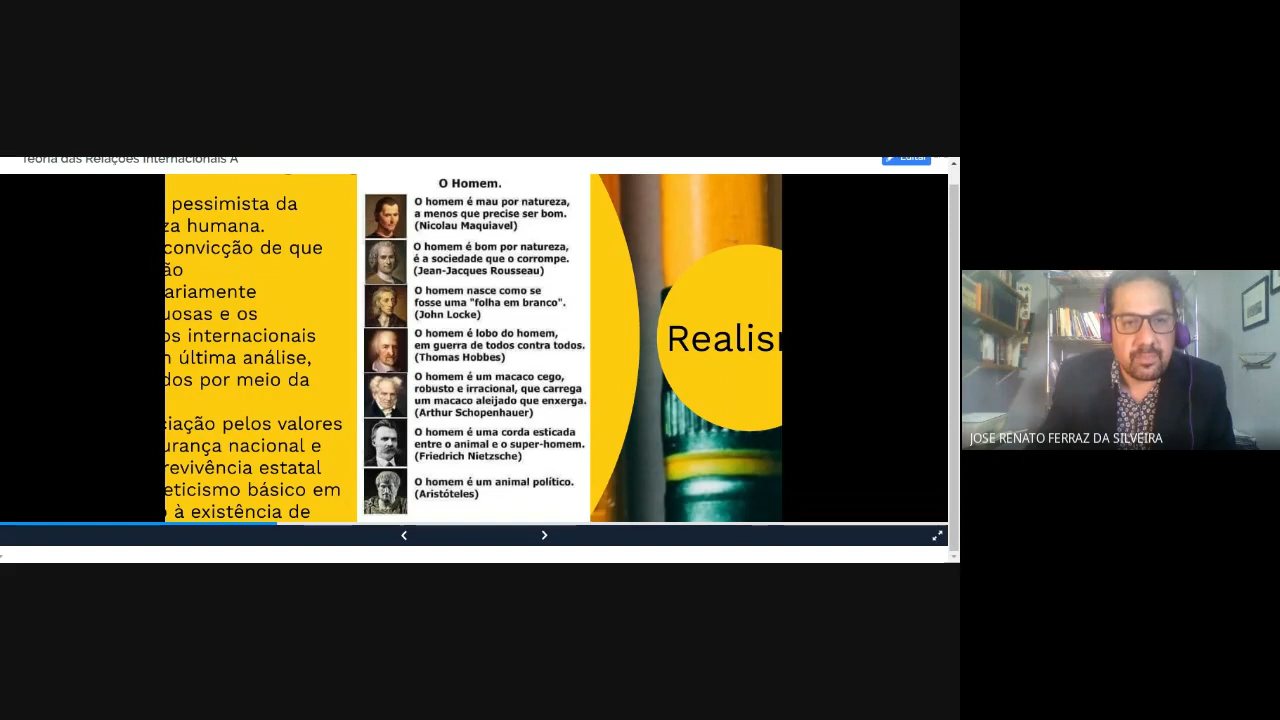 Teoria das Relações Internacionais A
Editar
pessimista da
za humana.
convicção de que
ão
ariamente
uosas e os
os internacionais
n última análise,
dos por meio da
ciação pelos valores
urança nacional e
revivência estatal
eticismo básico em
à existência de
O Homem.
O homem é mau por natureza,
a menos que precise ser bom.
(Nicolau Maquiavel)
O homem é bom por natureza,
é a sociedade que o corrompe.
(Jean-Jacques Rousseau)
O homem nasce como se
fosse uma "folha em branco".
(John Locke)
O homem é lobo do homem,
em guerra de todos contra todos.
(Thomas Hobbes)
O homem é um macaco cego,
robusto e irracional, que carrega
um macaco aleijado que enxerga.
(Arthur Schopenhauer)
O homem é uma corda esticada
entre o animal e o super-homem.
(Friedrich Nietzsche)
O homem é um animal político.
(Aristóteles)
Realis
JOSE RENATO FERRAZ DA SILVEIRA